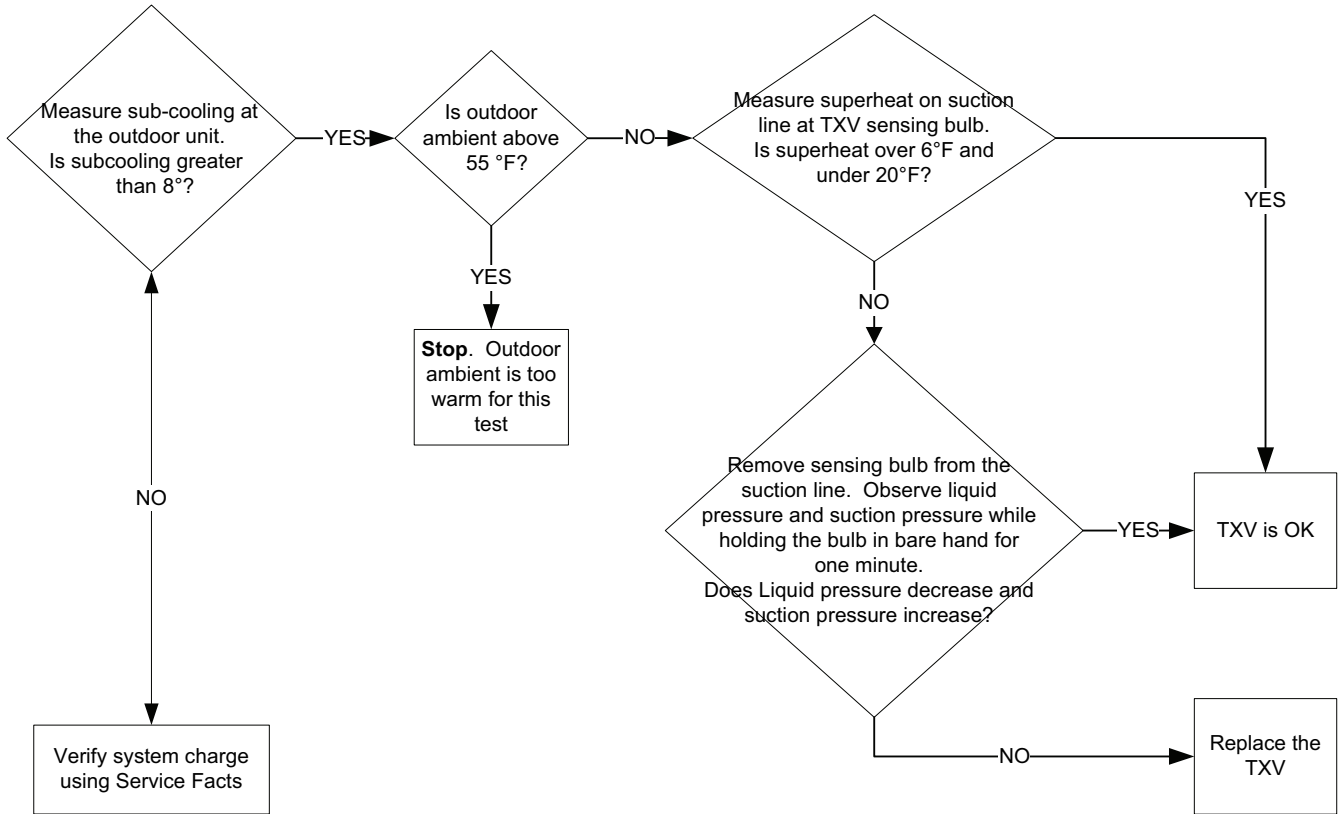 Measure sub-cooling at
the outdoor unit.
Is subcooling greater
than 8°?
YES
Is outdoor
ambient above
55 °F?
NO
Measure superheat on suction
line at TXV sensing bulb.
Is superheat over 6°F and
under 20°F?
YES
YES
Stop. Outdoor
ambient is too
warm for this
test
NO
Remove sensing bulb from the
suction line. Observe liquid
pressure and suction pressure while
holding the bulb in bare hand for
one minute.
Does Liquid pressure decrease and
suction pressure increase?
YES
TXV is OK
NO
Verify system charge
using Service Facts
NO
Replace the
TXV